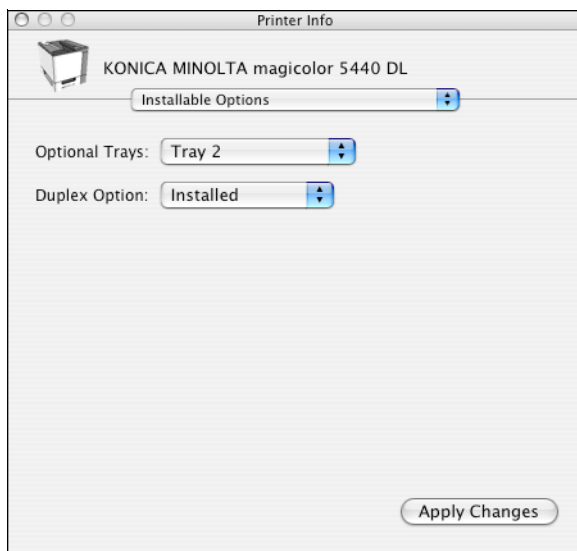 Printer Info
KONICA MINOLTA magicolor 5440 DL
Installable Options
Optional Trays: Tray 2
Duplex Option: Installed
Apply Changes